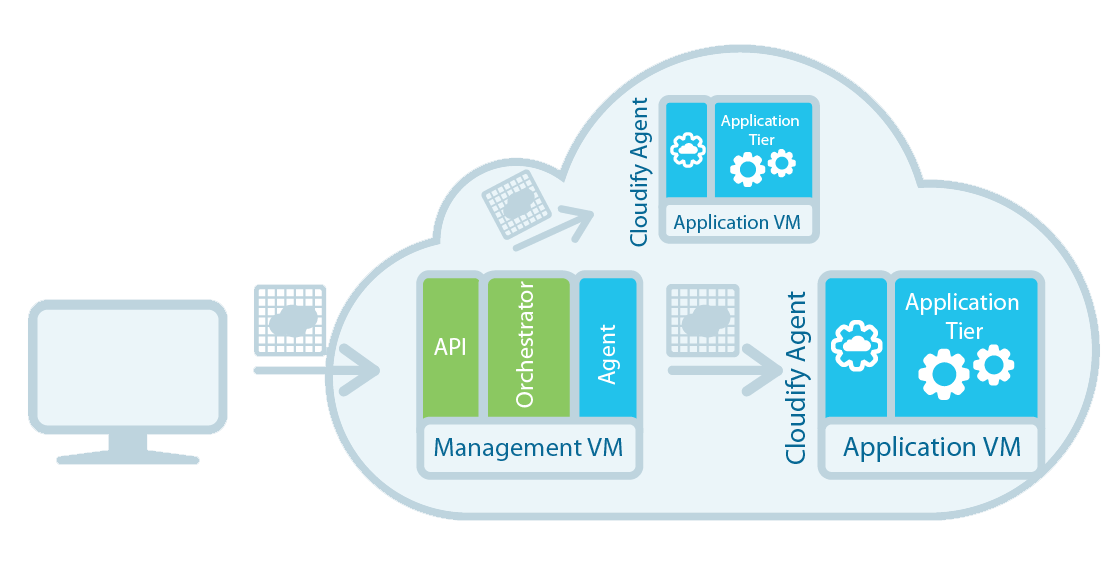 Cloudify Agent
Application
Tier
Application VM
API
Orchestrator
Agent
Management VM
Cloudify Agent
Application
Tier
Application VM